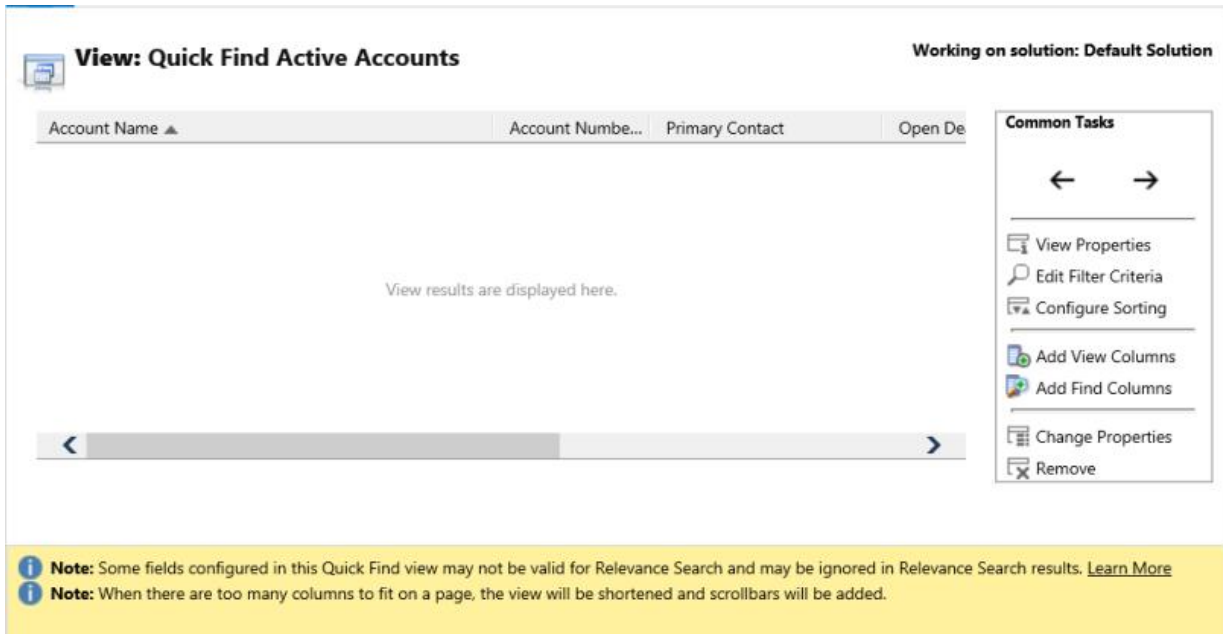 View: Quick Find Active Accounts
Working on solution: Default Solution
Account Name Account Numbe... Primary Contact Open De
Common Tasks
View Properties
Edit Filter Criteria
Configure Sorting
View results are displayed here.
Add View Columns
Add Find Columns
Change Properties
Remove
Note: Some fields configured in this Quick Find view may not be valid for Relevance Search and may be ignored in Relevance Search results. Learn More
Note: When there are too many columns to fit on a page, the view will be shortened and scrollbars will be added.